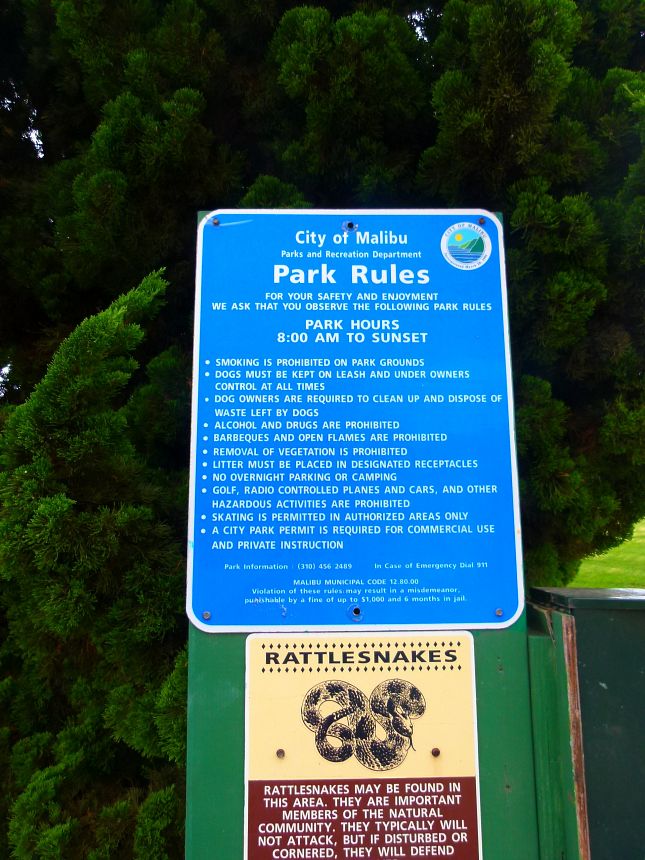 City of Malibu
Parks and Recreation Department
Park Rules
FOR YOUR SAFETY AND ENJOYMENT
WE ASK THAT YOU OBSERVE THE FOLLOWING PARK RULES
PARK HOURS
8:00 AM TO SUNSET
• SMOKING IS PROHIBITED ON PARK GROUNDS
• DOGS MUST BE KEPT ON LEASH AND UNDER OWNERS
CONTROL AT ALL TIMES
• DOG OWNERS ARE REQUIRED TO CLEAN UP AND DISPOSE OF
WASTE LEFT BY DOGS
• ALCOHOL AND DRUGS ARE PROHIBITED
• BARBEQUES AND OPEN FLAMES ARE PROHIBITED
• REMOVAL OF VEGETATION IS PROHIBITED
• LITTER MUST BE PLACED IN DESIGNATED RECEPTACLES
• NO OVERNIGHT PARKING OR CAMPING
• GOLF, RADIO CONTROLLED PLANES AND CARS, AND OTHER
HAZARDOUS ACTIVITIES ARE PROHIBITED
• SKATING IS PERMITTED IN AUTHORIZED AREAS ONLY
• A CITY PARK PERMIT IS REQUIRED FOR COMMERCIAL USE
AND PRIVATE INSTRUCTION
Park Information : (310) 456 2489 In Case of Emergency Dial 911
MALIBU MUNICIPAL CODE 12.80.00
Violation of these rules may result in a misdemeanor,
punishable by a fine of up to $1,000 and 6 months in jail.
CITY OF MALIBU
RATTLESNAKES
RATTLESNAKES MAY BE FOUND IN
THIS AREA. THEY ARE IMPORTANT
MEMBERS OF THE NATURAL
COMMUNITY. THEY TYPICALLY WILL
NOT ATTACK, BUT IF DISTURBED OR
CORNERED, THEY WILL DEFEND